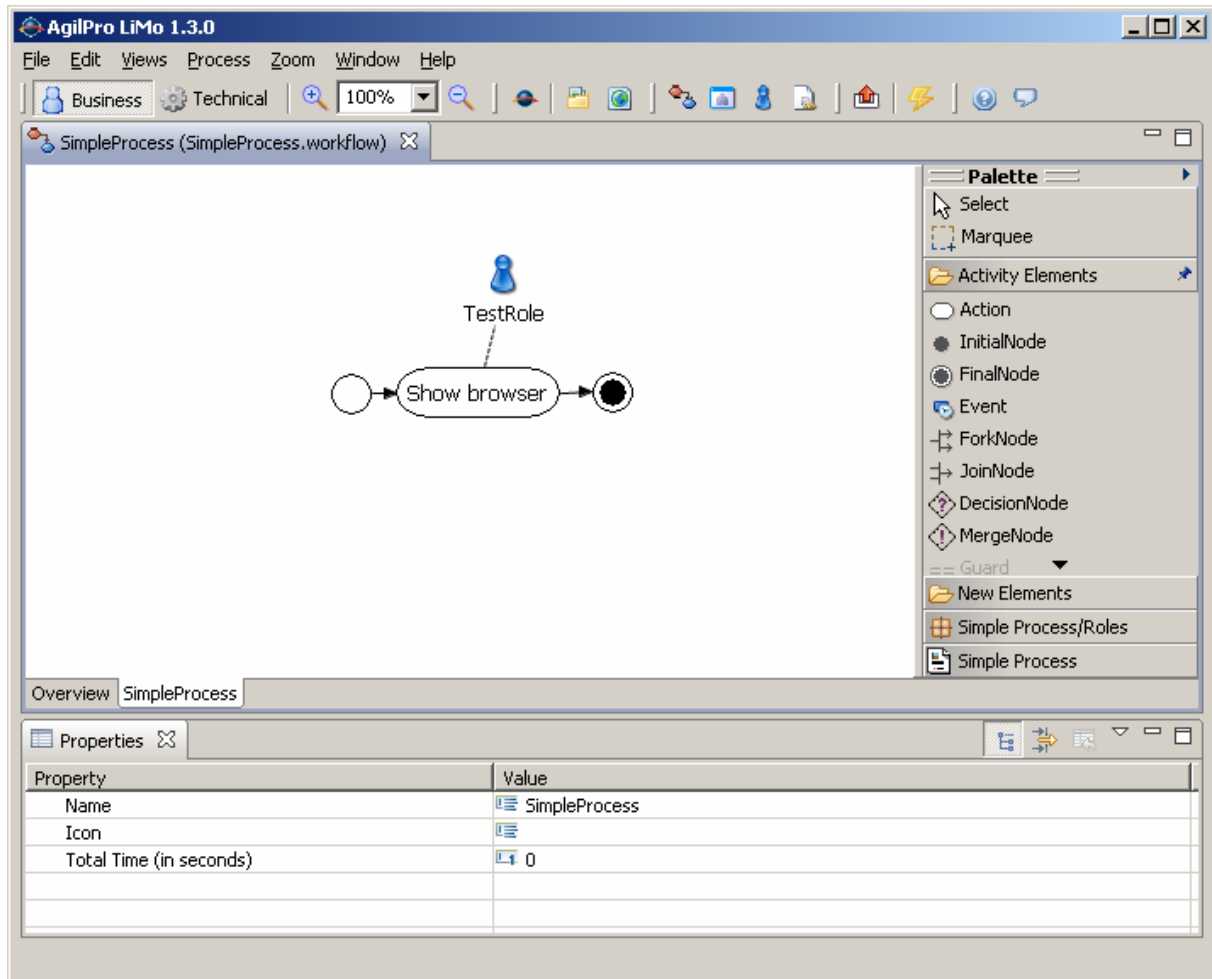 AgilPro LiMo 1.3.0
File Edit Views Process Zoom Window Help
Business Technical 100%
SimpleProcess (SimpleProcess.workflow)
Palette
Select
Marquee
Activity Elements
Action
InitialNode
FinalNode
Event
ForkNode
JoinNode
DecisionNode
MergeNode
== Guard
New Elements
Simple Process/Roles
Simple Process
TestRole
Show browser
Overview SimpleProcess
Properties
Property Value
Name SimpleProcess
Icon
Total Time (in seconds) 0